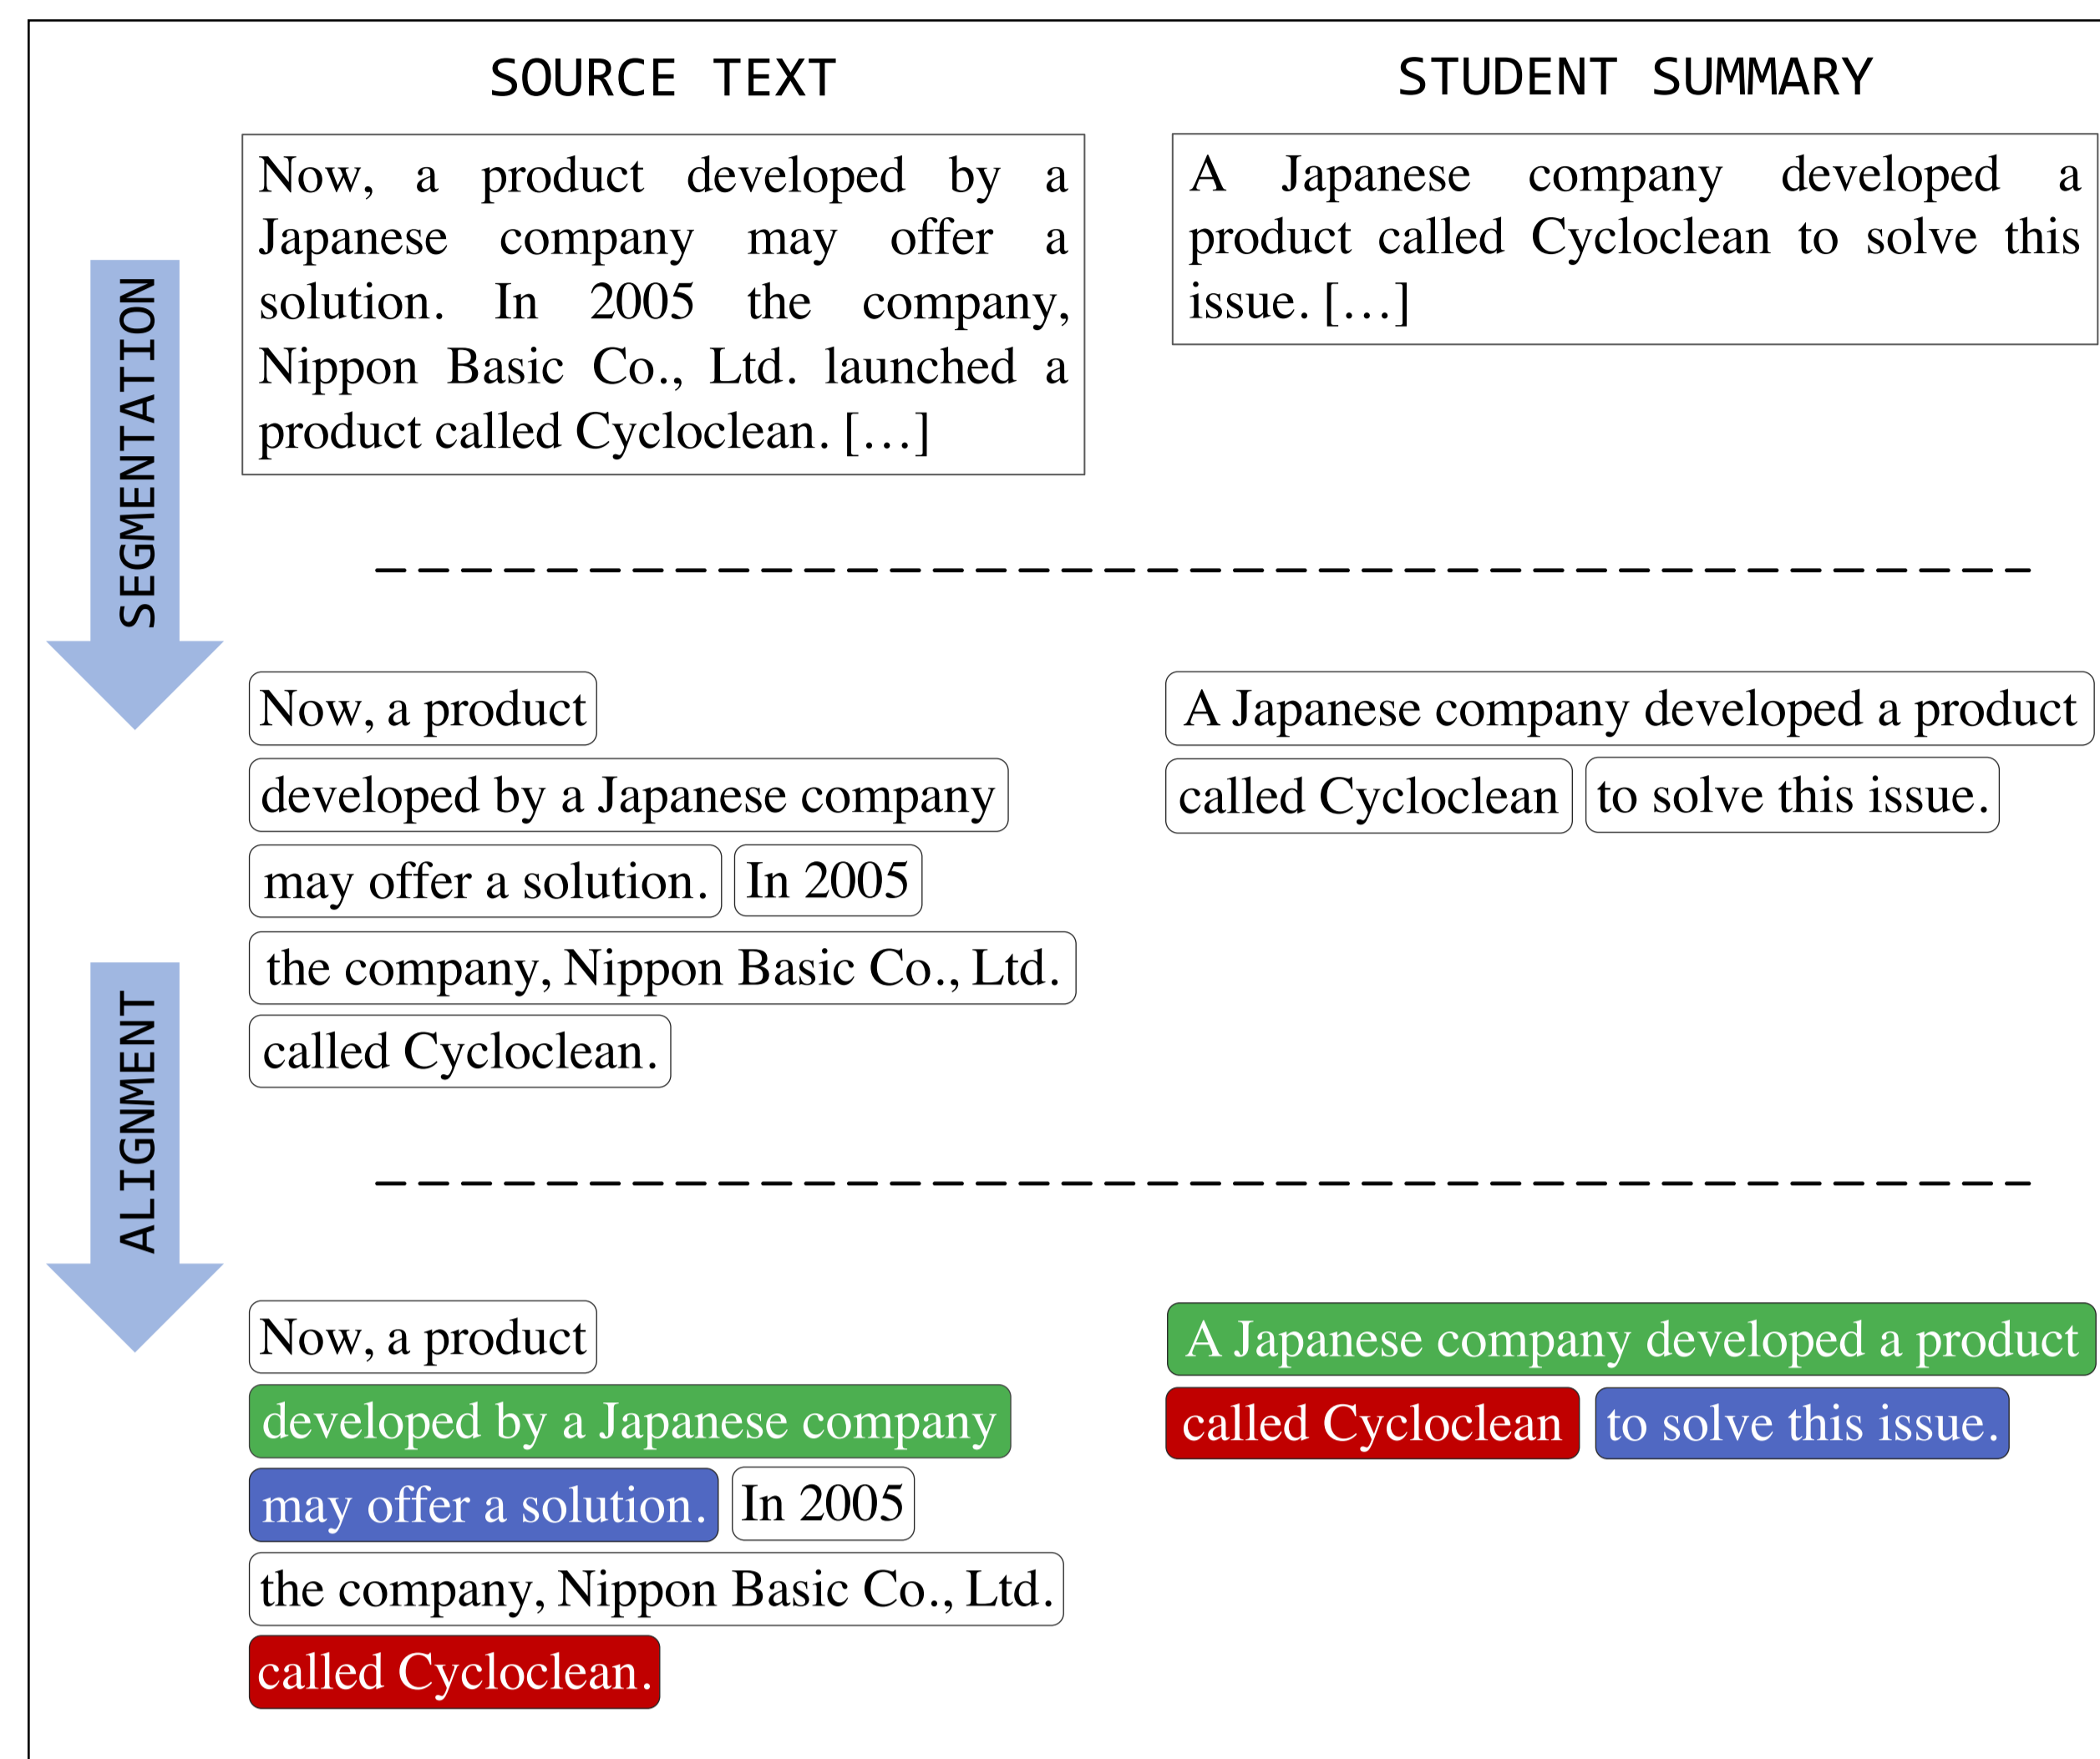 SOURCE TEXT
STUDENT SUMMARY
Now, a product developed by a
Japanese company may offer a
solution. In 2005 the company,
Nippon Basic Co., Ltd. launched a
product called Cycloclean. […]
A Japanese company developed a
product called Cycloclean to solve this
issue. […]
SEGMENTATION
Now, a product
developed by a Japanese company
may offer a solution. In 2005
the company, Nippon Basic Co., Ltd.
called Cycloclean.
A Japanese company developed a product
called Cycloclean to solve this issue.
ALIGNMENT
Now, a product
developed by a Japanese company
may offer a solution. In 2005
the company, Nippon Basic Co., Ltd.
called Cycloclean.
A Japanese company developed a product
called Cycloclean to solve this issue.